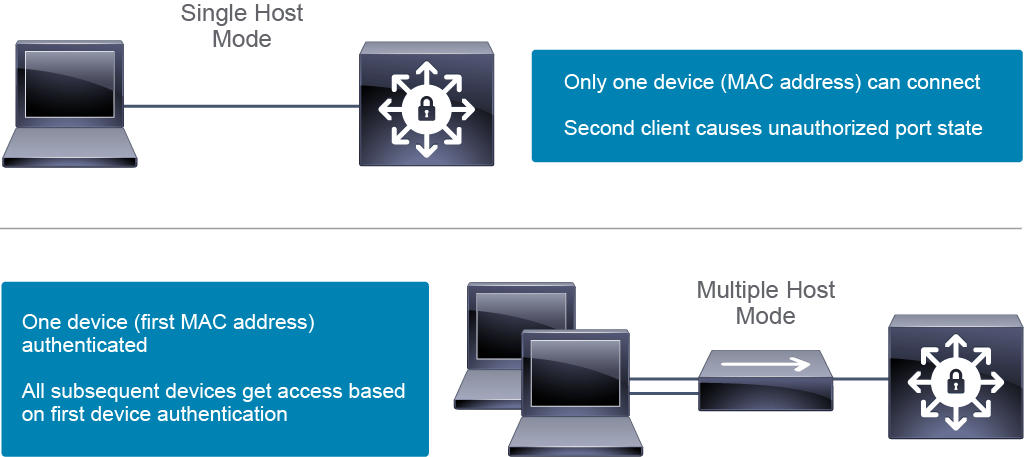 Single Host
Mode
Only one device (MAC address) can connect
Second client causes unauthorized port state
One device (first MAC address)
authenticated
All subsequent devices get access based
on first device authentication
Multiple Host
Mode